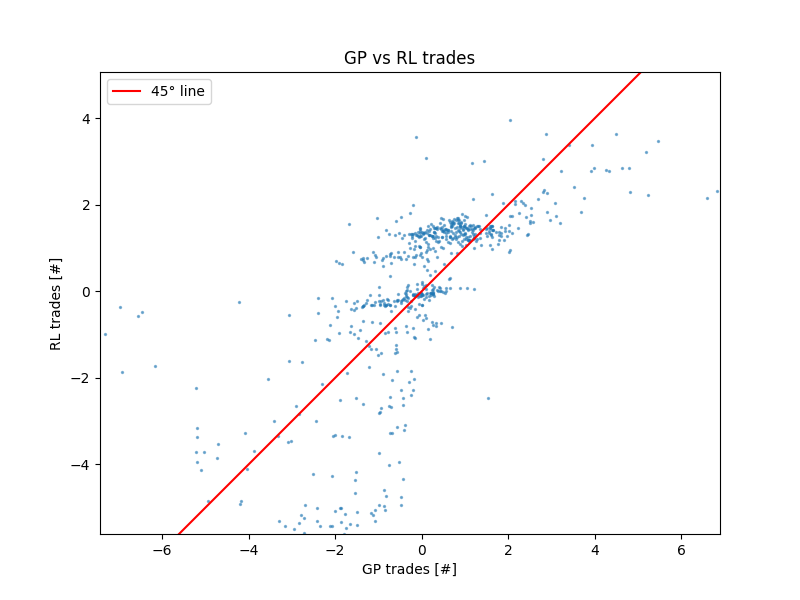 GP vs RL trades
45° line
RL trades [#]
4
2
0
−2
−4
−6 −4 −2 0 2 4 6
GP trades [#]